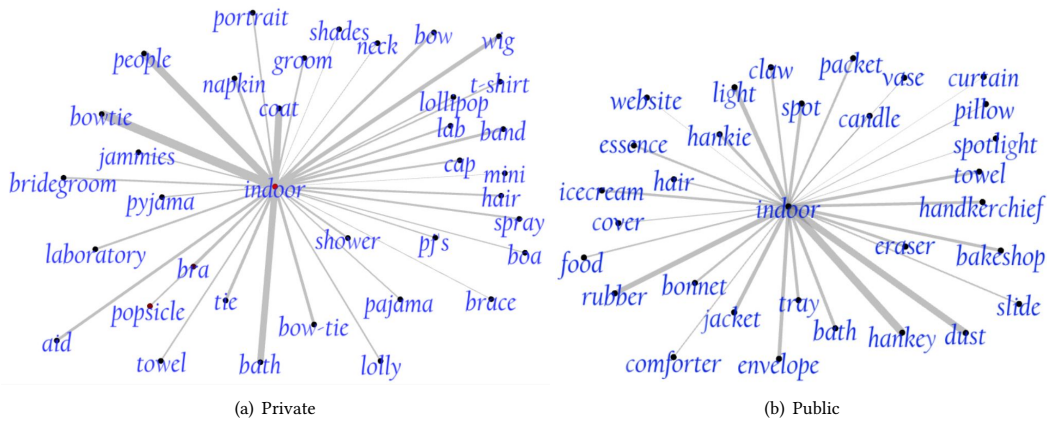 portrait
shades
neck
bow
wig
people
groom
napkin
t-shirt
coat
lollipop
bowtie
lab
band
jammies
cap
mini
bridegroom
indoor
hair
pyjama
spray
shower
pj's
boa
laboratory
bra
popsicle
tie
pajama
brace
bow-tie
aid
towel
bath
lolly
(a) Private
claw
packet
vase
curtain
website
light
spot
candle
pillow
essence
hankie
spotlight
icecream
hair
towel
cover
indoor
handkerchief
food
eraser
bakeshop
rubber
bonnet
tray
slide
jacket
bath
hankey
dust
comforter
envelope
(b) Public